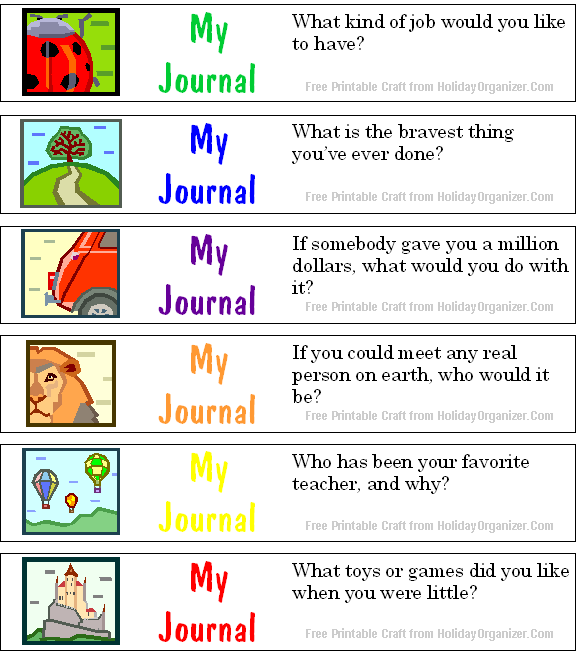 My
Journal
What kind of job would you like
to have?
Free Printable Craft from HolidayOrganizer.Com
My
Journal
What is the bravest thing
you've ever done?
Free Printable Craft from HolidayOrganizer.Com
My
Journal
If somebody gave you a million
dollars, what would you do with
it?
Free Printable Craft from HolidayOrganizer.Com
My
Journal
If you could meet any real
person on earth, who would it
be?
Free Printable Craft from HolidayOrganizer.Com
My
Journal
Who has been your favorite
teacher, and why?
Free Printable Craft from HolidayOrganizer.Com
My
Journal
What toys or games did you like
when you were little?
Free Printable Craft from HolidayOrganizer.Com